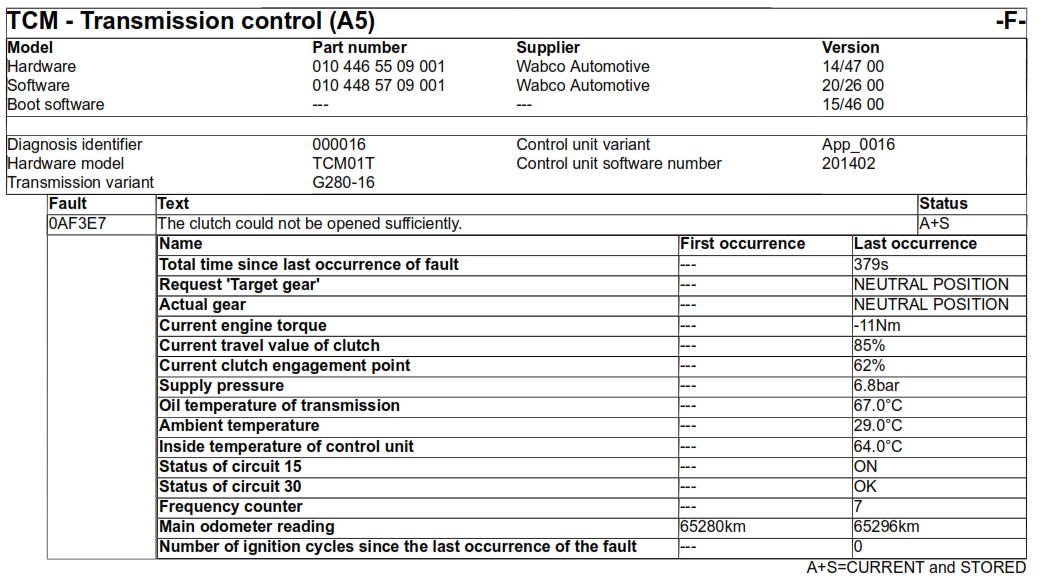 TCM - Transmission control (A5) -F-
Model Part number Supplier Version
Hardware 010 446 55 09 001 Wabco Automotive 14/47 00
Software 010 448 57 09 001 Wabco Automotive 20/26 00
Boot software --- --- 15/46 00
Diagnosis identifier 000016 Control unit variant App_0016
Hardware model TCM01T Control unit software number 201402
Transmission variant G280-16
Fault Text Status
0AF3E7 The clutch could not be opened sufficiently. A+S
Name First occurrence Last occurrence
Total time since last occurrence of fault --- 379s
Request 'Target gear' --- NEUTRAL POSITION
Actual gear --- NEUTRAL POSITION
Current engine torque --- -11Nm
Current travel value of clutch --- 85%
Current clutch engagement point --- 62%
Supply pressure --- 6.8bar
Oil temperature of transmission --- 67.0°C
Ambient temperature --- 29.0°C
Inside temperature of control unit --- 64.0°C
Status of circuit 15 --- ON
Status of circuit 30 --- OK
Frequency counter --- 7
Main odometer reading 65280km 65296km
Number of ignition cycles since the last occurrence of the fault --- 0
A+S=CURRENT and STORED